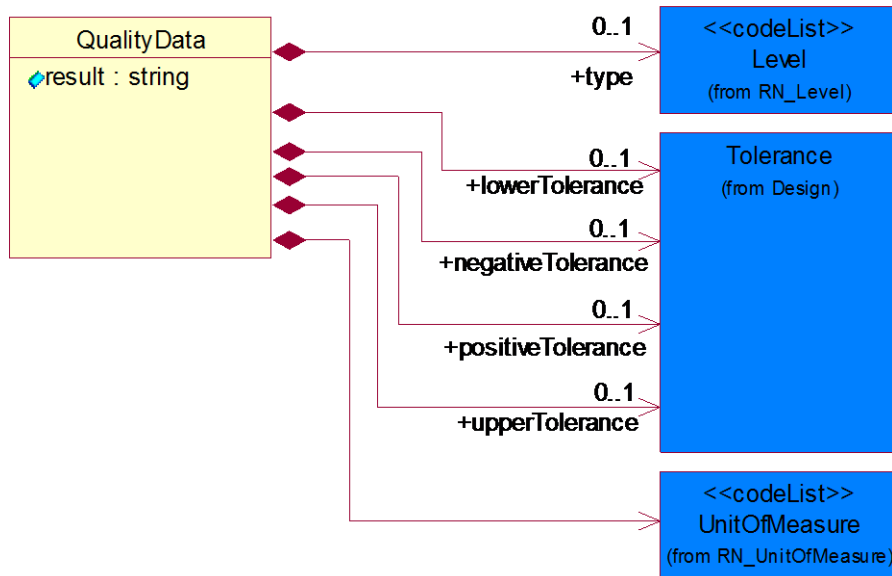 QualityData
result : string
0..1
+type
<<codeList>>
Level
(from RN_Level)
0..1
+lowerTolerance
0..1
+negativeTolerance
0..1
+positiveTolerance
0..1
+upperTolerance
Tolerance
(from Design)
<<codeList>>
UnitOfMeasure
(from RN_UnitOfMeasure)